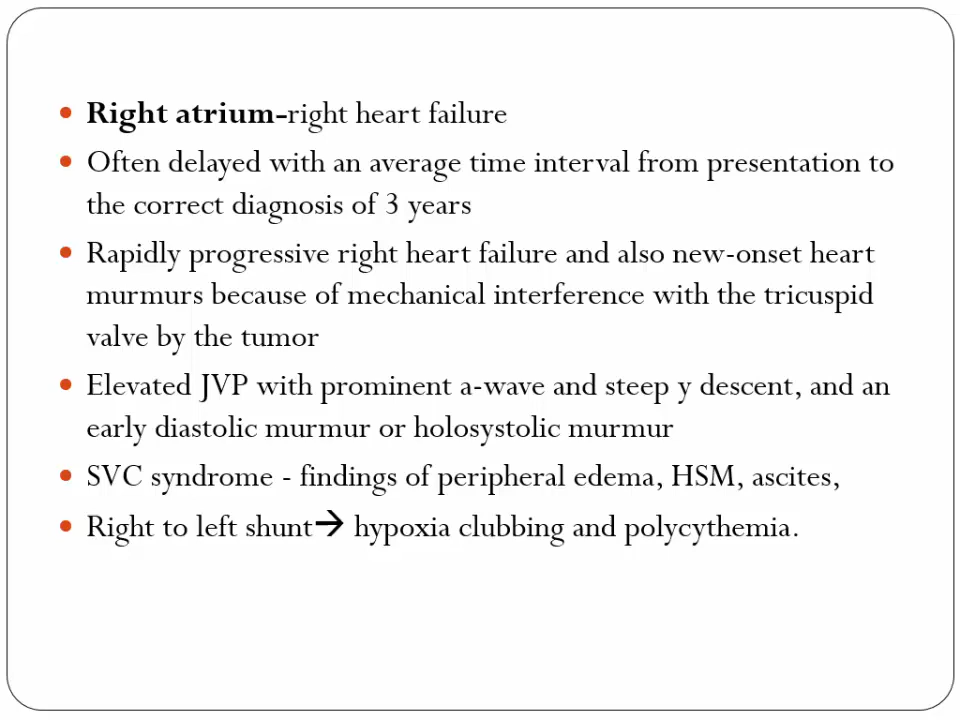 • Right atrium-right heart failure
• Often delayed with an average time interval from presentation to
the correct diagnosis of 3 years
• Rapidly progressive right heart failure and also new-onset heart
murmurs because of mechanical interference with the tricuspid
valve by the tumor
• Elevated JVP with prominent a-wave and steep y descent, and an
early diastolic murmur or holosystolic murmur
• SVC syndrome - findings of peripheral edema, HSM, ascites,
• Right to left shunt→ hypoxia clubbing and polycythemia.